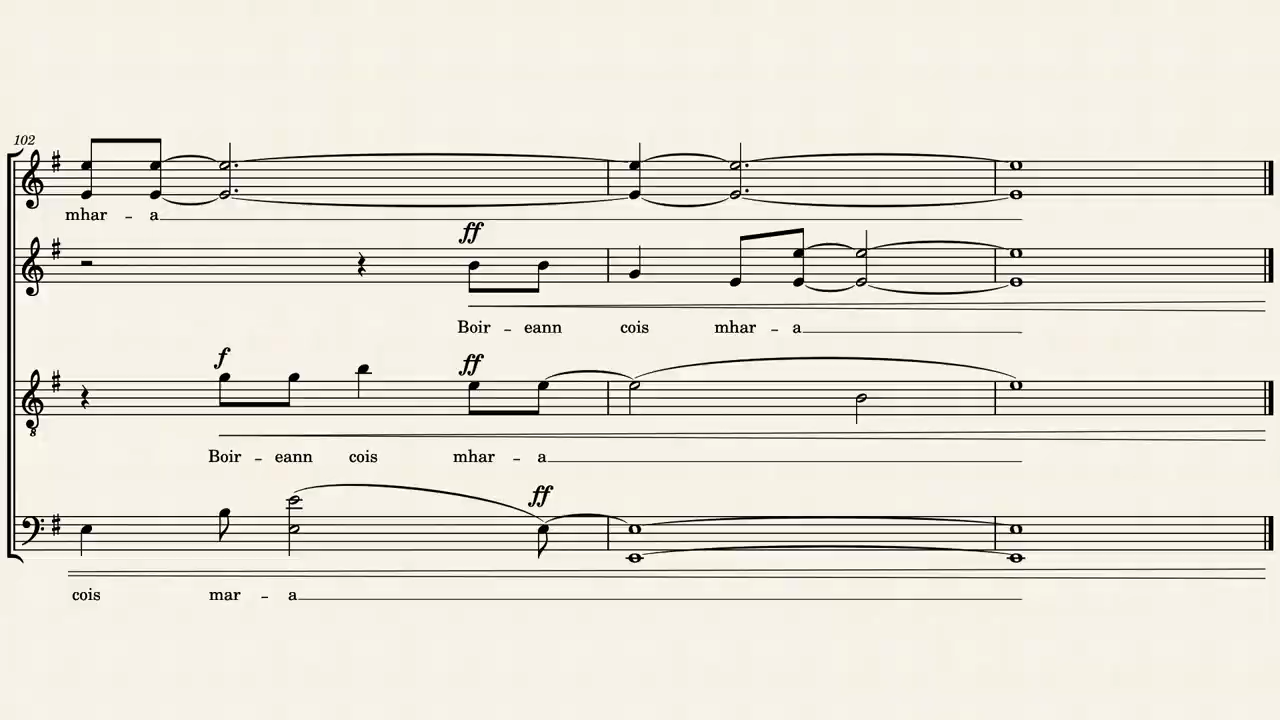 102
mhar - a
ff
Boir - eann cois mhar - a
f ff
Boir - eann cois mhar - a
ff
cois mar - a